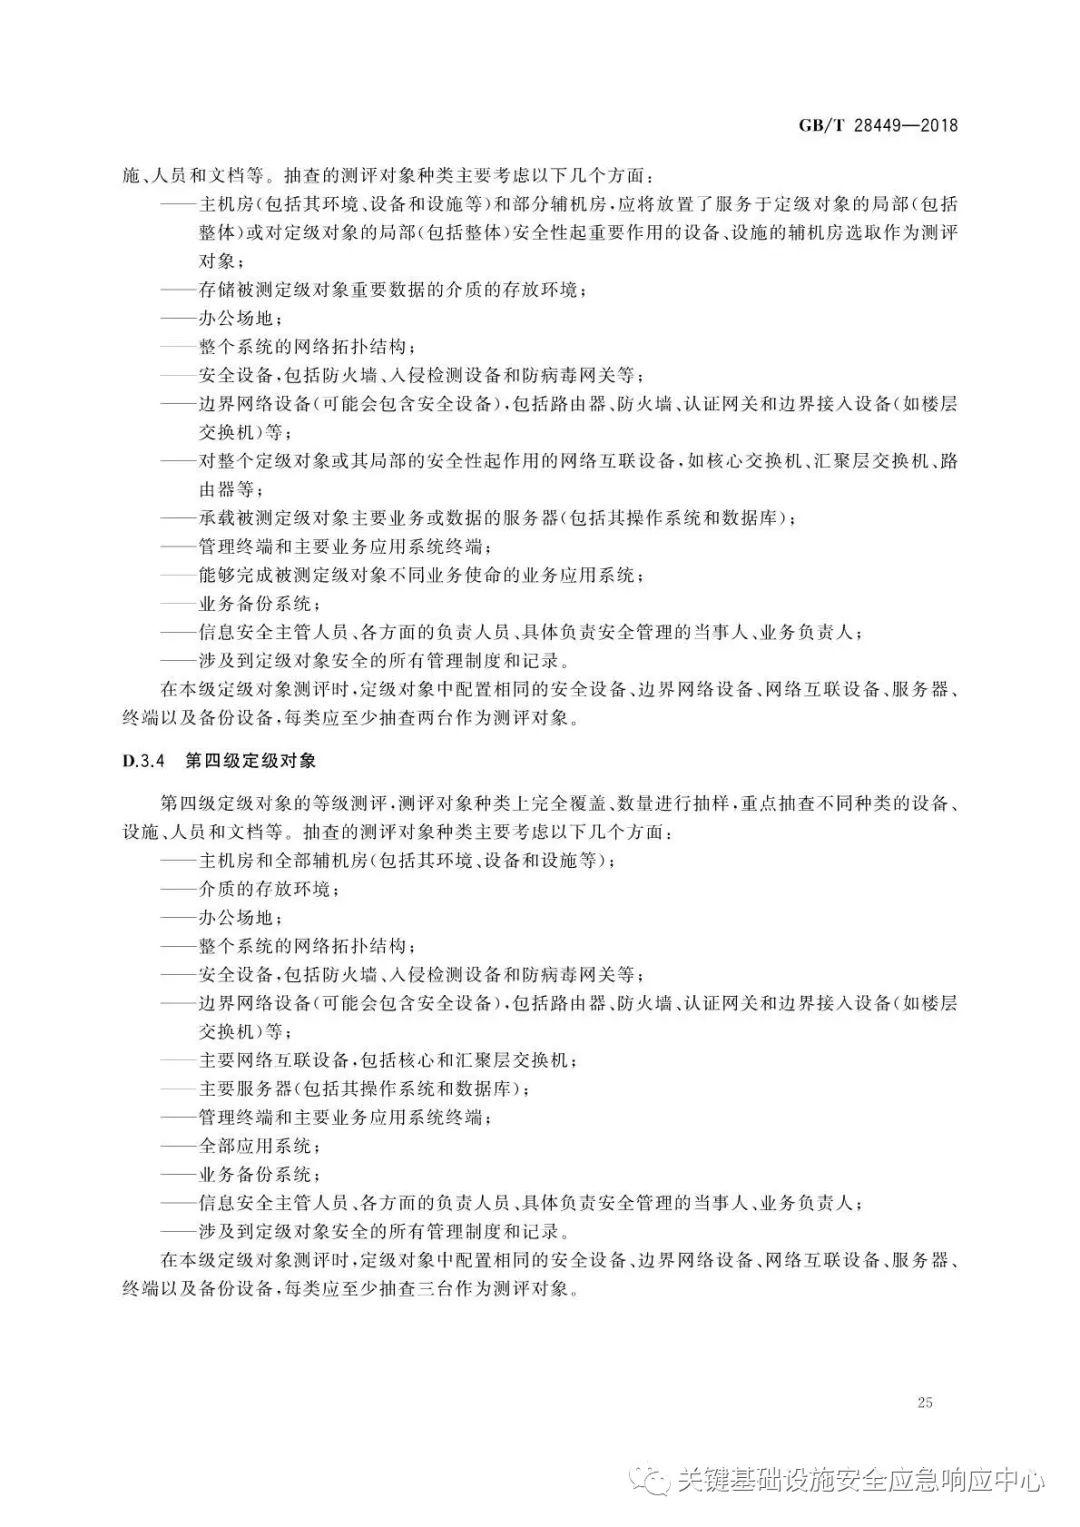 GB/T 28449—2018
施、人员和文档等。抽查的测评对象种类主要考虑以下几个方面：
——主机房(包括其环境、设备和设施等)和部分辅机房,应将放置了服务于定级对象的局部(包括
整体)或对定级对象的局部(包括整体)安全性起重要作用的设备、设施的辅机房选取作为测评
对象；
——存储被测定级对象重要数据的介质的存放环境；
——办公场地；
——整个系统的网络拓扑结构；
——安全设备,包括防火墙、入侵检测设备和防病毒网关等；
——边界网络设备(可能会包含安全设备),包括路由器、防火墙、认证网关和边界接入设备(如楼层
交换机)等；
——对整个定级对象或其局部的安全性起作用的网络互联设备,如核心交换机、汇聚层交换机、路
由器等；
——承载被测定级对象主要业务或数据的服务器(包括其操作系统和数据库)；
——管理终端和主要业务应用系统终端；
——能够完成被测定级对象不同业务使命的业务应用系统；
——业务备份系统；
——信息安全主管人员、各方面的负责人员、具体负责安全管理的当事人、业务负责人；
——涉及到定级对象安全的所有管理制度和记录。
在本级定级对象测评时,定级对象中配置相同的安全设备、边界网络设备、网络互联设备、服务器、
终端以及备份设备,每类应至少抽查两台作为测评对象。
D.3.4 第四级定级对象
第四级定级对象的等级测评,测评对象种类上完全覆盖、数量进行抽样,重点抽查不同种类的设备、
设施、人员和文档等。抽查的测评对象种类主要考虑以下几个方面：
——主机房和全部辅机房(包括其环境、设备和设施等)；
——介质的存放环境；
——办公场地；
——整个系统的网络拓扑结构；
——安全设备,包括防火墙、入侵检测设备和防病毒网关等；
——边界网络设备(可能会包含安全设备),包括路由器、防火墙、认证网关和边界接入设备(如楼层
交换机)等；
——主要网络互联设备,包括核心和汇聚层交换机；
——主要服务器(包括其操作系统和数据库)；
——管理终端和主要业务应用系统终端；
——全部应用系统；
——业务备份系统；
——信息安全主管人员、各方面的负责人员、具体负责安全管理的当事人、业务负责人；
——涉及到定级对象安全的所有管理制度和记录。
在本级定级对象测评时,定级对象中配置相同的安全设备、边界网络设备、网络互联设备、服务器、
终端以及备份设备,每类应至少抽查三台作为测评对象。
25
关键基础设施安全应急响应中心